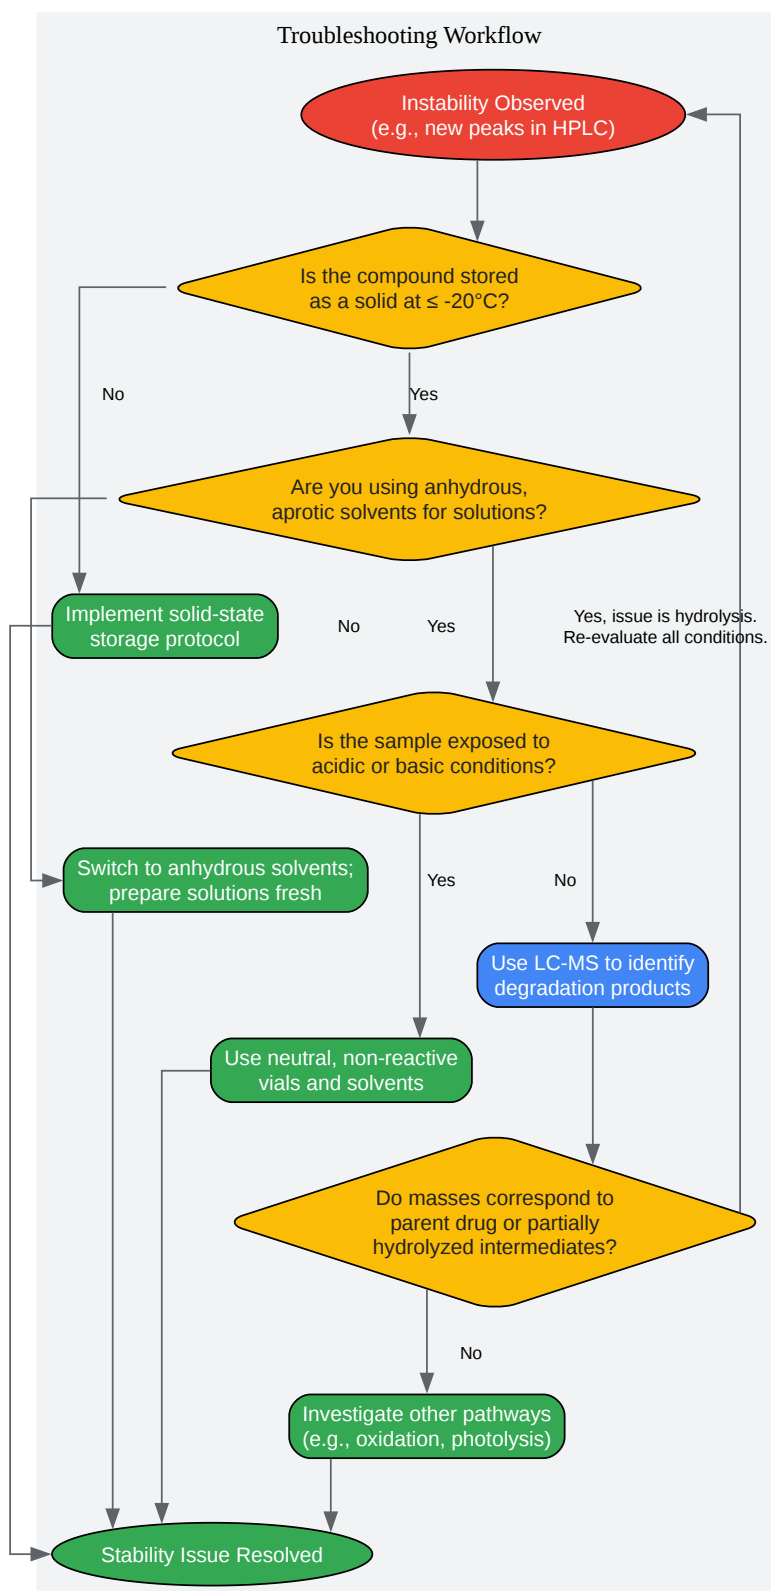 Troubleshooting Workflow
Instability Observed
(e.g., new peaks in HPLC)
Is the compound stored
as a solid at ≤ -20°C?
No
Yes
Are you using anhydrous,
aprotic solvents for solutions?
Implement solid-state
storage protocol
No
Yes
Yes, issue is hydrolysis.
Re-evaluate all conditions.
Is the sample exposed to
acidic or basic conditions?
Switch to anhydrous solvents;
prepare solutions fresh
Yes
No
Use LC-MS to identify
degradation products
Use neutral, non-reactive
vials and solvents
Do masses correspond to
parent drug or partially
hydrolyzed intermediates?
No
Investigate other pathways
(e.g., oxidation, photolysis)
Stability Issue Resolved